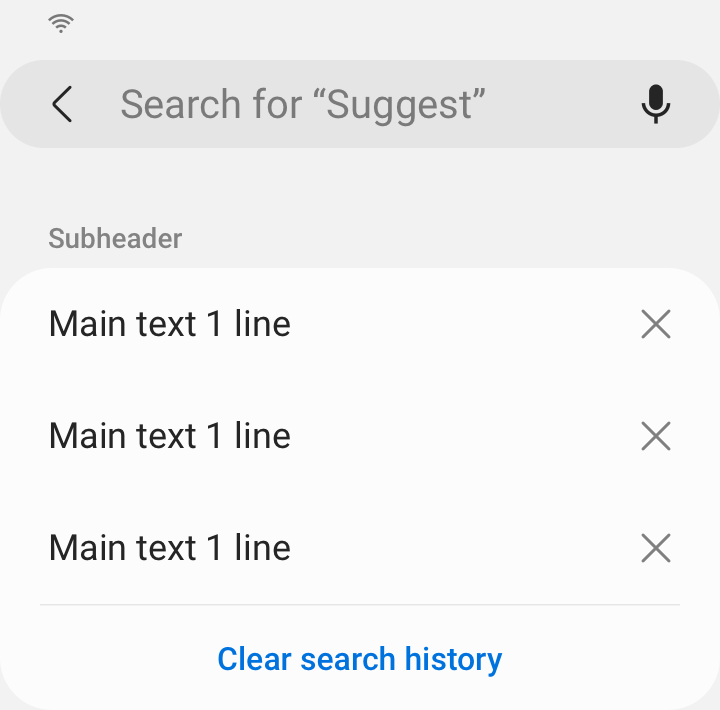 Search for “Suggest”
Subheader
Main text 1 line
Main text 1 line
Main text 1 line
Clear search history